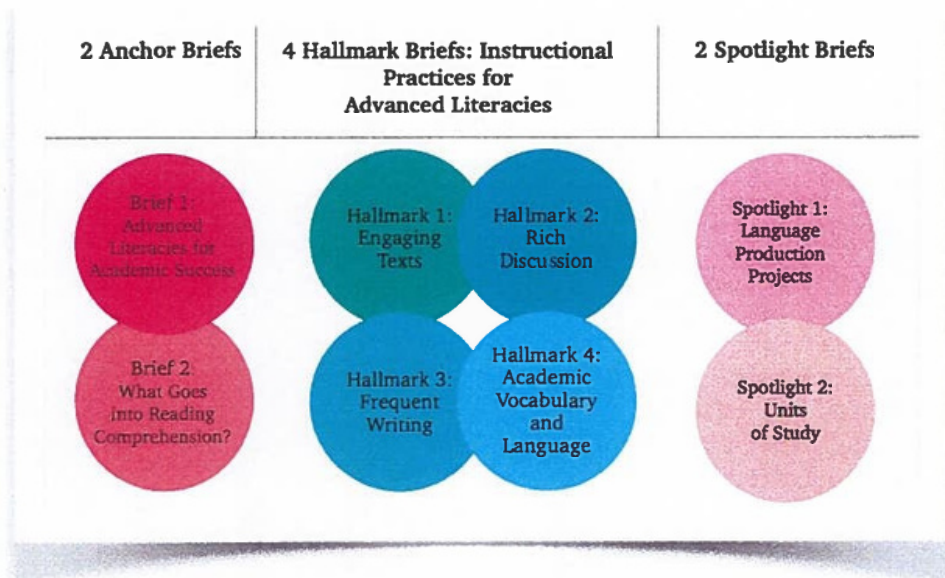 2 Anchor Briefs
4 Hallmark Briefs: Instructional
Practices for
Advanced Literacies
2 Spotlight Briefs
Brief 1:
Advanced
Literacies for
Academic Success
Brief 2:
What Goes
into Reading
Comprehension?
Hallmark 1:
Engaging
Texts
Hallmark 2:
Rich
Discussion
Hallmark 3:
Frequent
Writing
Hallmark 4:
Academic
Vocabulary
and
Language
Spotlight 1:
Language
Production
Projects
Spotlight 2:
Units
of Study